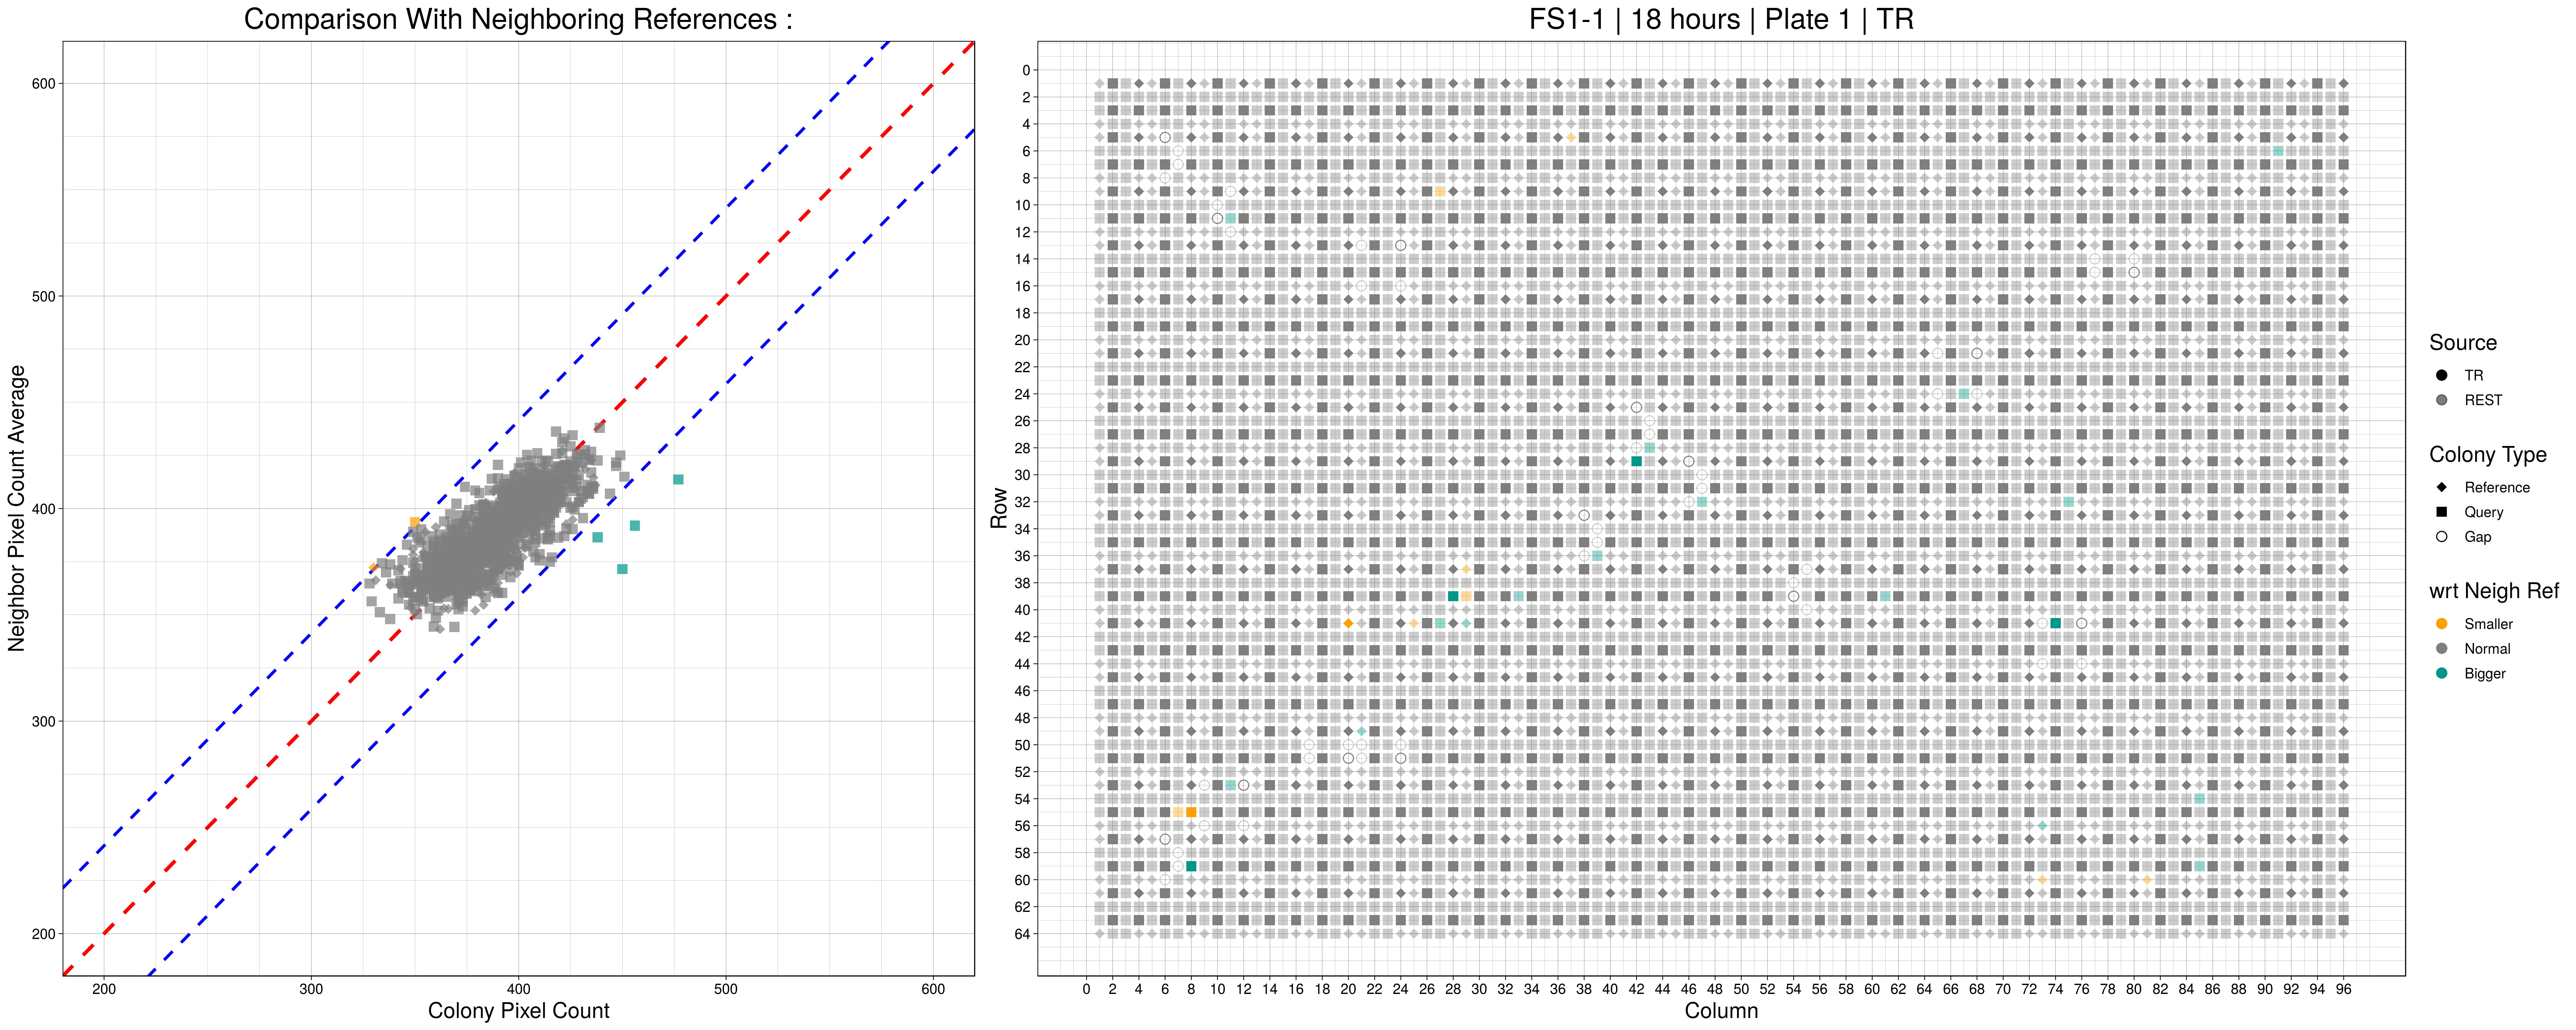 Comparison With Neighboring References :
600
500
400
300
200
200 300 400 500 600
Neighbor Pixel Count Average
Colony Pixel Count
FS1-1 | 18 hours | Plate 1 | TR
0
2
4
6
8
10
12
14
16
18
20
22
24
26
28
30
32
34
36
38
40
42
44
46
48
50
52
54
56
58
60
62
64
0 2 4 6 8 10 12 14 16 18 20 22 24 26 28 30 32 34 36 38 40 42 44 46 48 50 52 54 56 58 60 62 64 66 68 70 72 74 76 78 80 82 84 86 88 90 92 94 96
Row
Column
Source
TR
REST
Colony Type
Reference
Query
Gap
wrt Neigh Ref
Smaller
Normal
Bigger